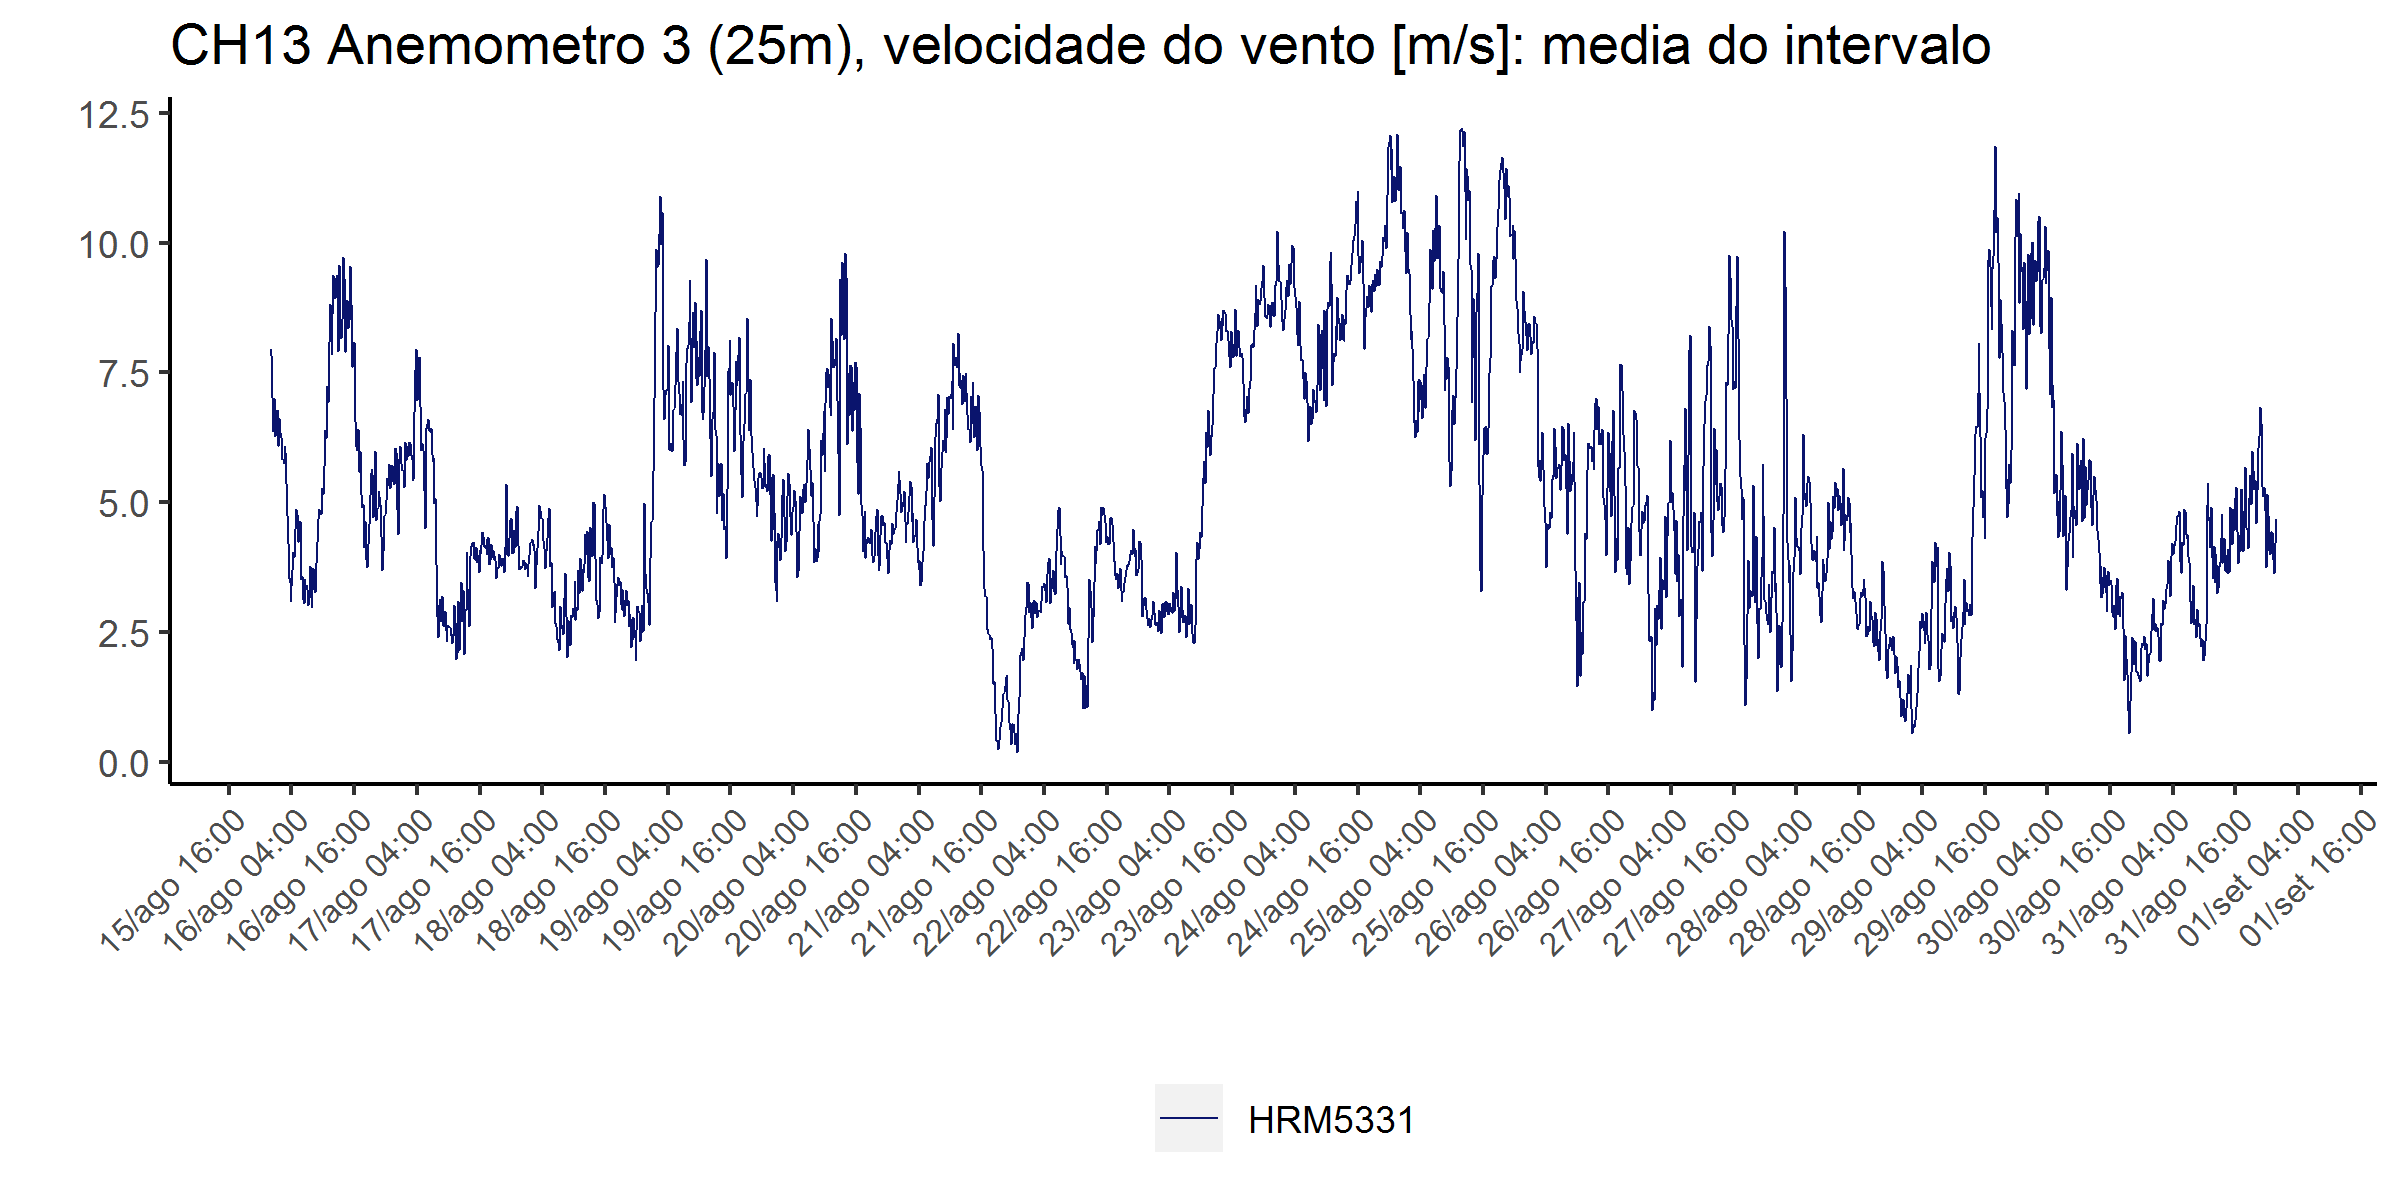 CH13 Anemometro 3 (25m), velocidade do vento [m/s]: media do intervalo
12.5
10.0
7.5
5.0
2.5
0.0
15/ago 16:00
16/ago 04:00
16/ago 16:00
17/ago 04:00
17/ago 16:00
18/ago 04:00
18/ago 16:00
19/ago 04:00
19/ago 16:00
20/ago 04:00
20/ago 16:00
21/ago 04:00
21/ago 16:00
22/ago 04:00
22/ago 16:00
23/ago 04:00
23/ago 16:00
24/ago 04:00
24/ago 16:00
25/ago 04:00
25/ago 16:00
26/ago 04:00
26/ago 16:00
27/ago 04:00
27/ago 16:00
28/ago 04:00
28/ago 16:00
29/ago 04:00
29/ago 16:00
30/ago 04:00
30/ago 16:00
31/ago 04:00
31/ago 16:00
01/set 04:00
01/set 16:00
HRM5331